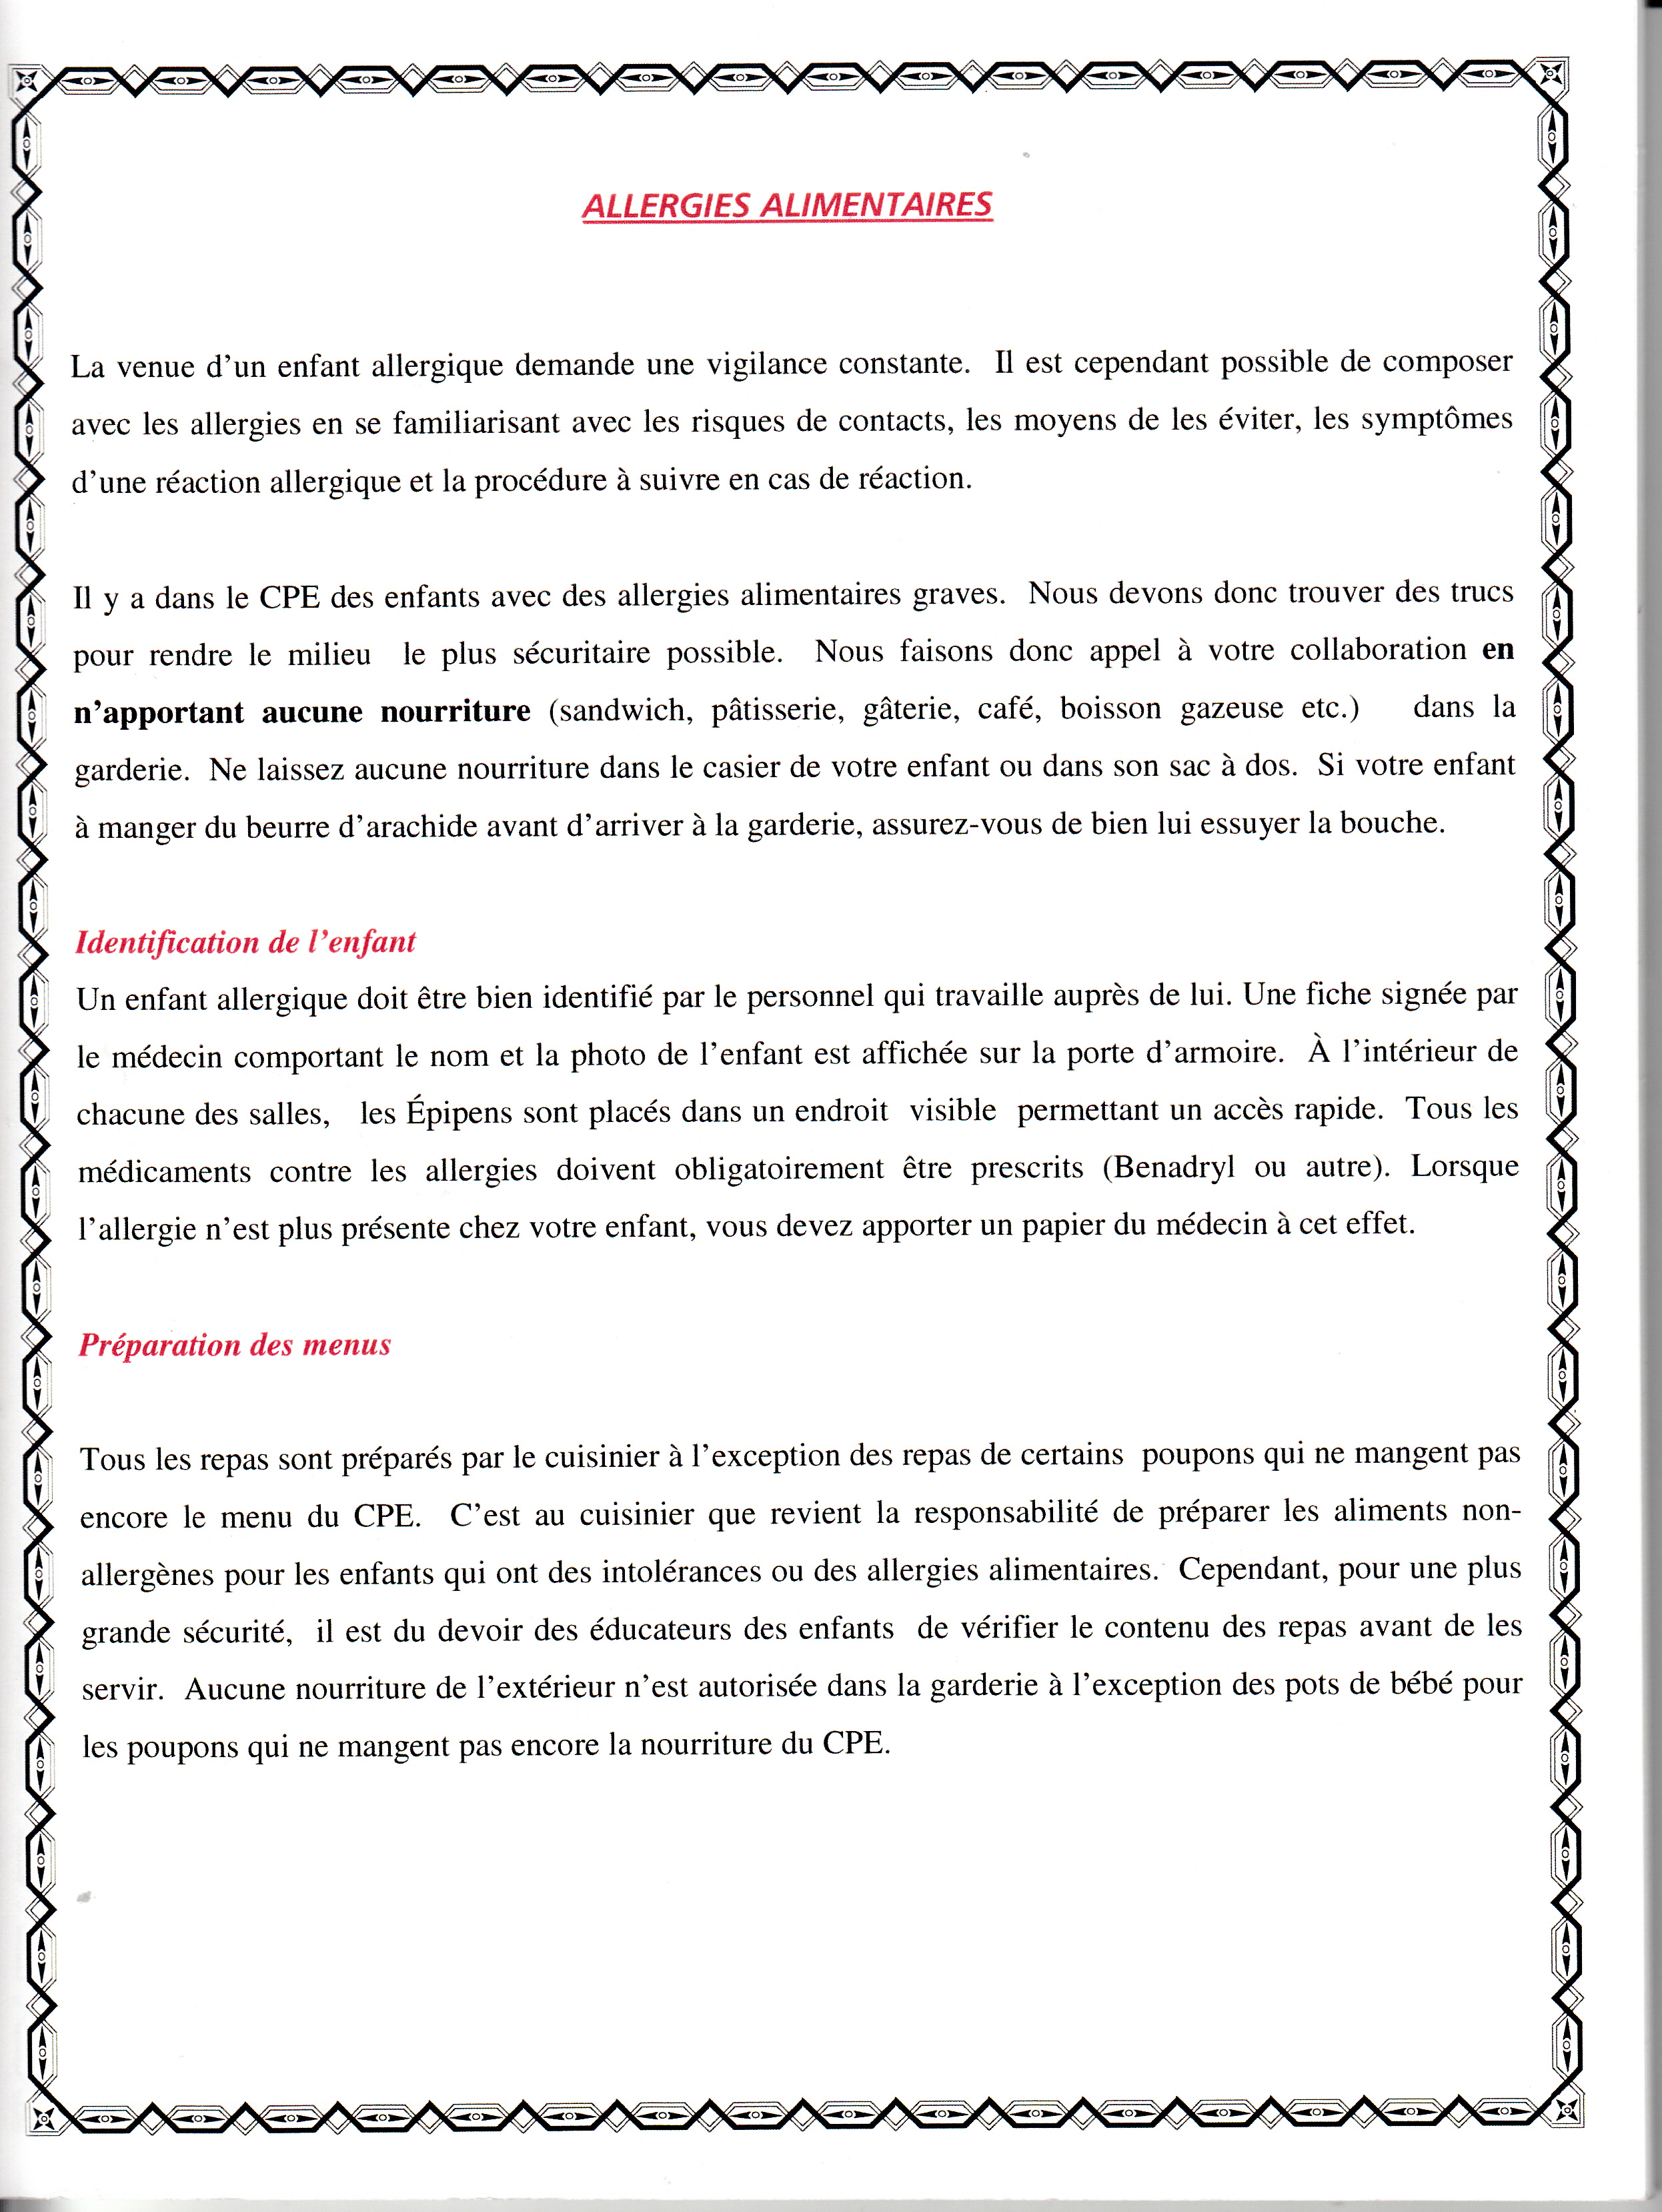 ALLERGIES ALIMENTAIRES
La venue d’un enfant allergique demande une vigilance constante. Il est cependant possible de composer
avec les allergies en se familiarisant avec les risques de contacts, les moyens de les éviter, les symptômes
d’une réaction allergique et la procédure à suivre en cas de réaction.
Il y a dans le CPE des enfants avec des allergies alimentaires graves. Nous devons donc trouver des trucs
pour rendre le milieu le plus sécuritaire possible. Nous faisons donc appel à votre collaboration en
n’apportant aucune nourriture (sandwich, pâtisserie, gâterie, café, boisson gazeuse etc.) dans la
garderie. Ne laissez aucune nourriture dans le casier de votre enfant ou dans son sac à dos. Si votre enfant
à manger du beurre d’arachide avant d’arriver à la garderie, assurez-vous de bien lui essuyer la bouche.
Identification de l’enfant
Un enfant allergique doit être bien identifié par le personnel qui travaille auprès de lui. Une fiche signée par
le médecin comportant le nom et la photo de l’enfant est affichée sur la porte d’armoire. À l’intérieur de
chacune des salles, les Épipens sont placés dans un endroit visible permettant un accès rapide. Tous les
médicaments contre les allergies doivent obligatoirement être prescrits (Benadryl ou autre). Lorsque
l’allergie n’est plus présente chez votre enfant, vous devez apporter un papier du médecin à cet effet.
Préparation des menus
Tous les repas sont préparés par le cuisinier à l’exception des repas de certains poupons qui ne mangent pas
encore le menu du CPE. C’est au cuisinier que revient la responsabilité de préparer les aliments non-
allergènes pour les enfants qui ont des intolérances ou des allergies alimentaires. Cependant, pour une plus
grande sécurité, il est du devoir des éducateurs des enfants de vérifier le contenu des repas avant de les
servir. Aucune nourriture de l’extérieur n’est autorisée dans la garderie à l’exception des pots de bébé pour
les poupons qui ne mangent pas encore la nourriture du CPE.